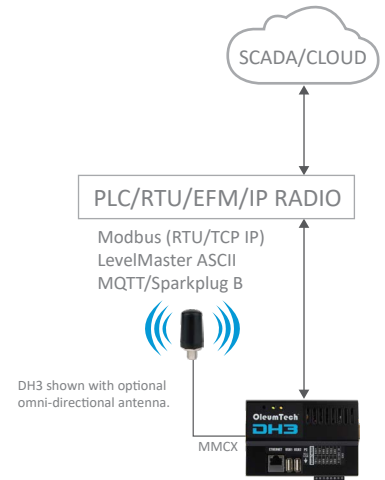 SCADA/CLOUD
PLC/RTU/EFM/IP RADIO
Modbus (RTU/TCP IP)
LevelMaster ASCII
MQTT/Sparkplug B
DH3 shown with optional
omni-directional antenna.
MMCX
OleumTech
DH3
ETHERNET